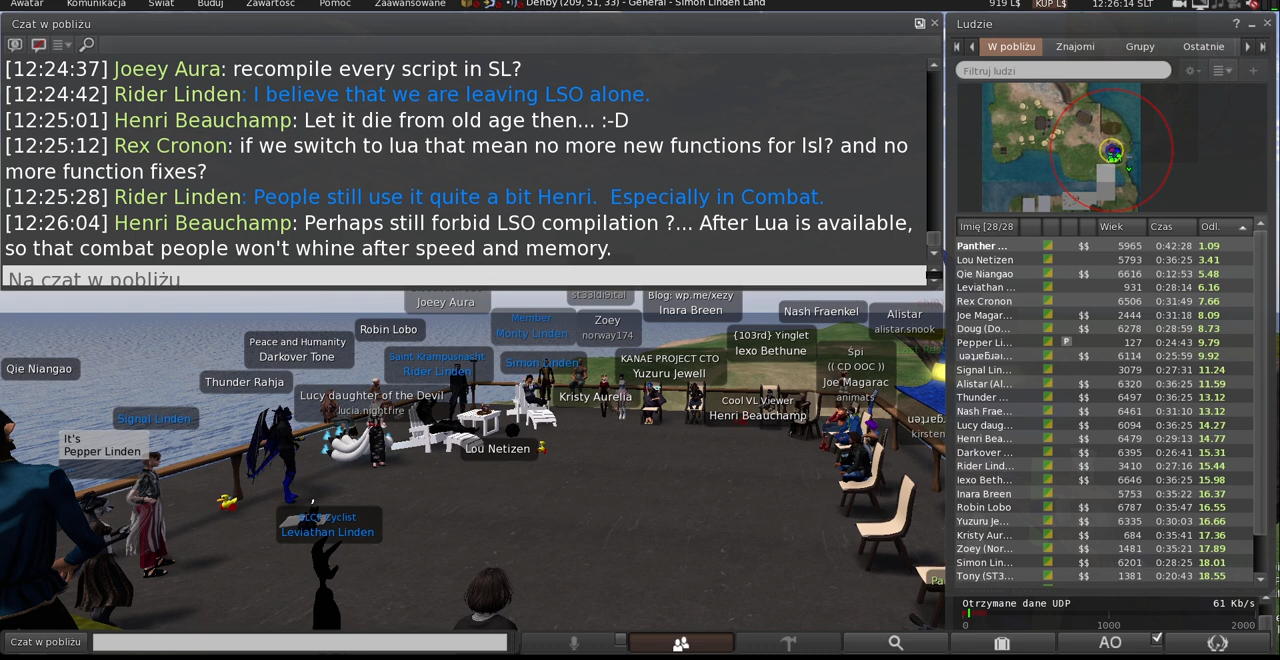 Awatar Komunikacja Świat Buduj Zawartość Pomoc Zaawansowane Denby (209, 51, 33) - General - Simon Linden Land 919 L$ KUP L$ 12:26:14 SLT
Czat w pobliżu
[12:24:37] Joeey Aura: recompile every script in SL?
[12:24:42] Rider Linden: I believe that we are leaving LSO alone.
[12:25:01] Henri Beauchamp: Let it die from old age then... :-D
[12:25:12] Rex Cronon: if we switch to lua that mean no more new functions for lsl? and no
more function fixes?
[12:25:28] Rider Linden: People still use it quite a bit Henri.  Especially in Combat.
[12:26:04] Henri Beauchamp: Perhaps still forbid LSO compilation ?... After Lua is available,
so that combat people won't whine after speed and memory.
Na czat w pobliżu
Joeey Aura
st33ldi9ital
Blog: wp.me/xezy
Inara Breen
Nash Fraenkel
Alistar
alistar.snook
Member
Monty Linden
Zoey
norway174
Robin Lobo
{103rd} Yinglet
Iexo Bethune
Peace and Humanity
Darkover Tone
Saint Krampusnacht
Rider Linden
Simon Linden
KANAE PROJECT CTO
Yuzuru Jewell
Śpi
(( CD OOC ))
Joe Magarac
animats
Qie Niangao
Thunder Rahja
Lucy daughter of the Devil
lucia.nightfire
Kristy Aurelia
Cool VL Viewer
Henri Beauchamp
Signal Linden
kirsten
It's
Pepper Linden
Lou Netizen
Leviathan Linden
Pa
Czat w pobliżu
Ludzie
? _ ×
W pobliżu Znajomi Grupy Ostatnie
Filtruj ludzi
Imię [28/28 Wiek Czas Odl.
Panther ... $$ 5965 0:42:28 1.09
Lou Netizen 5793 0:36:25 3.41
Qie Niangao $$ 6616 0:12:53 5.48
Leviathan ... 931 0:28:14 6.16
Rex Cronon 6506 0:31:49 7.66
Joe Magar... $$ 2444 0:31:18 8.09
Doug (Do... $$ 6278 0:28:59 8.73
Pepper Li... P 127 0:24:43 9.79
$$ 6114 0:25:59 9.92
Signal Lin... 3079 0:27:31 11.24
Alistar (Al... $$ 6320 0:36:25 11.59
Thunder ... $$ 6497 0:36:25 13.12
Nash Frae... $$ 6461 0:31:10 13.12
Lucy daug... $$ 6094 0:36:25 14.27
Henri Bea... $$ 6479 0:29:13 14.77
Darkover ... $$ 6395 0:26:41 15.31
Rider Lind... $$ 3410 0:27:16 15.44
Iexo Beth... $$ 6646 0:36:25 15.98
Inara Breen 5753 0:35:22 16.37
Robin Lobo $$ 6787 0:35:47 16.55
Yuzuru Je... $$ 6335 0:30:03 16.66
Kristy Aur... $$ 684 0:35:41 17.36
Zoey (Nor... $$ 1481 0:35:21 17.89
Simon Lin... $$ 6201 0:28:25 18.01
Tony (ST3... $$ 1381 0:20:43 18.55
Otrzymane dane UDP 61 Kb/s
0 1000 2000
AO